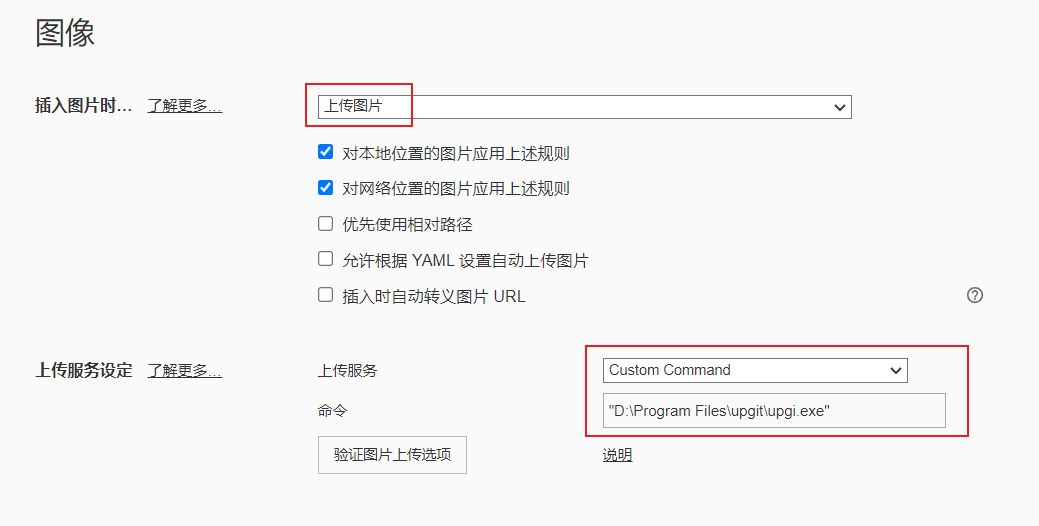 图像
插入图片时... 了解更多... 上传图片
对本地位置的图片应用上述规则
对网络位置的图片应用上述规则
优先使用相对路径
允许根据 YAML 设置自动上传图片
插入时自动转义图片 URL
上传服务设定 了解更多... 上传服务 Custom Command
命令 "D:\Program Files\upgit\upgi.exe"
验证图片上传选项 说明